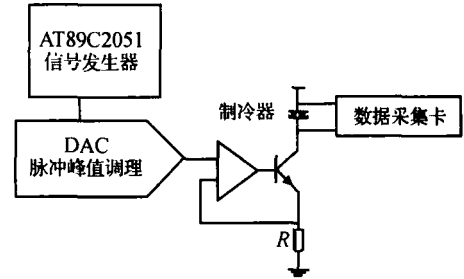 AT89C2051
信号发生器
制冷器
数据采集卡
DAC
脉冲峰值调理
R